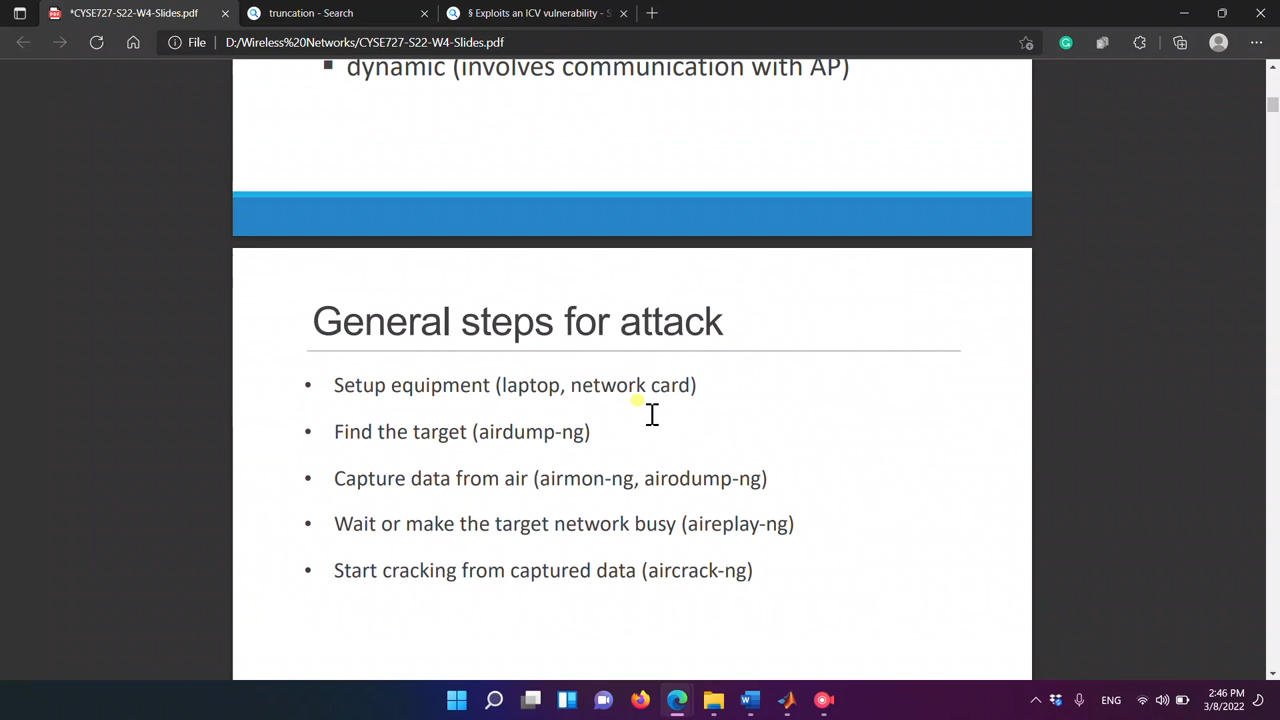 *CYSE727-S22-W4-Slides.pdf
truncation - Search
§ Exploits an ICV vulnerability - S
File
D:/Wireless%20Networks/CYSE727-S22-W4-Slides.pdf
▪ dynamic (involves communication with AP)
General steps for attack
• Setup equipment (laptop, network card)
• Find the target (airdump-ng)
• Capture data from air (airmon-ng, airodump-ng)
• Wait or make the target network busy (aireplay-ng)
• Start cracking from captured data (aircrack-ng)
ENG
2:46 PM
3/8/2022